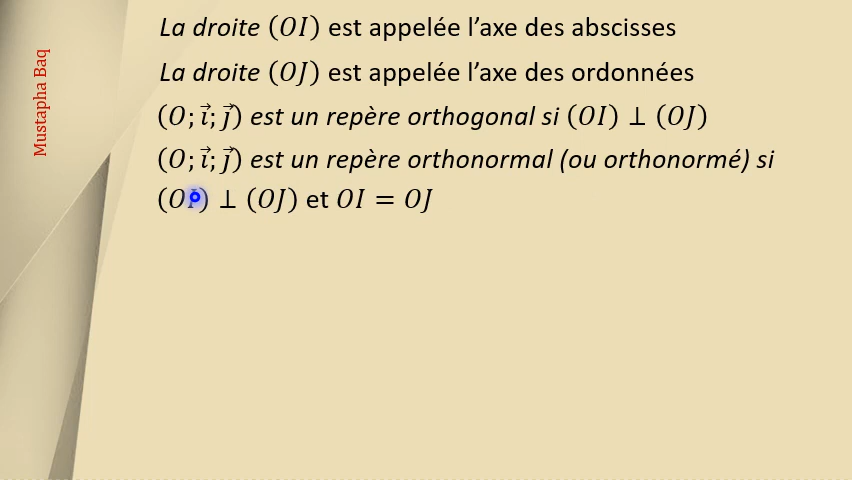 La droite (OI) est appelée l’axe des abscisses
La droite (OJ) est appelée l’axe des ordonnées
(O; i⃗; j⃗) est un repère orthogonal si (OI) ⊥ (OJ)
(O; i⃗; j⃗) est un repère orthonormal (ou orthonormé) si
(OI) ⊥ (OJ) et OI = OJ
Mustapha Baq